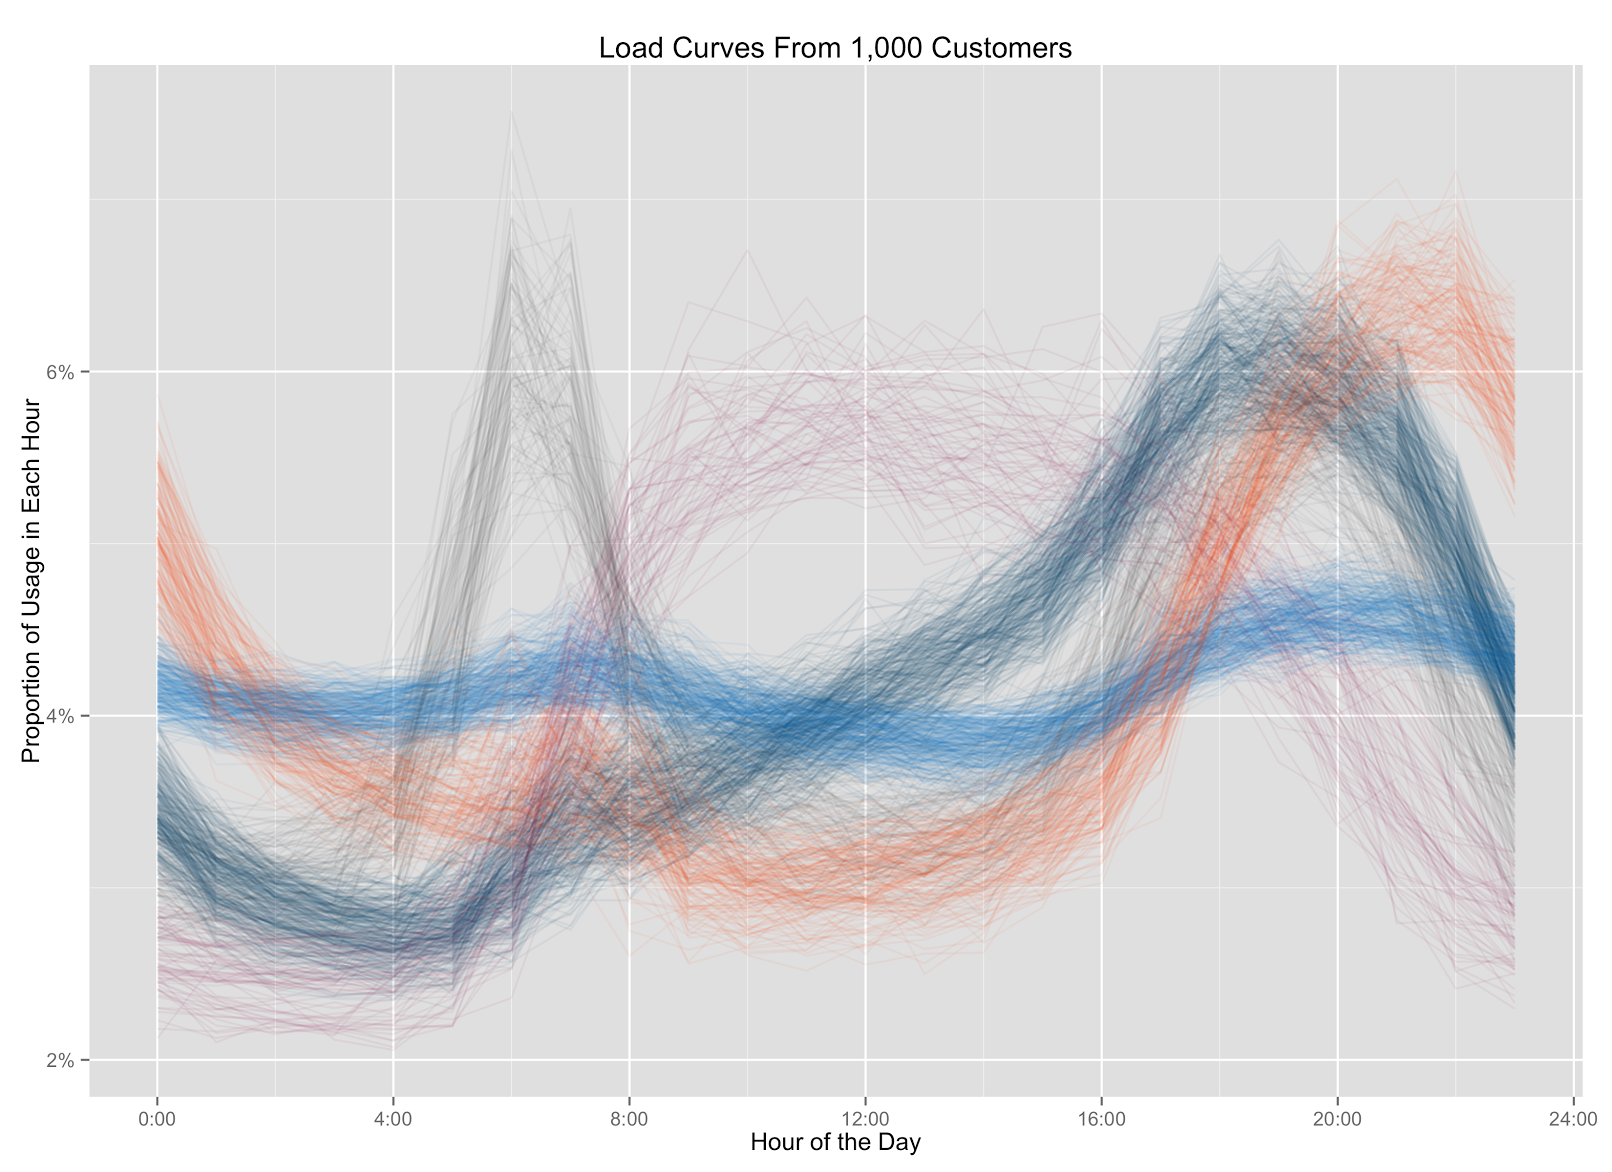 Load Curves From 1,000 Customers
Proportion of Usage in Each Hour
6%
4%
2%
0:00 4:00 8:00 12:00 16:00 20:00 24:00
Hour of the Day